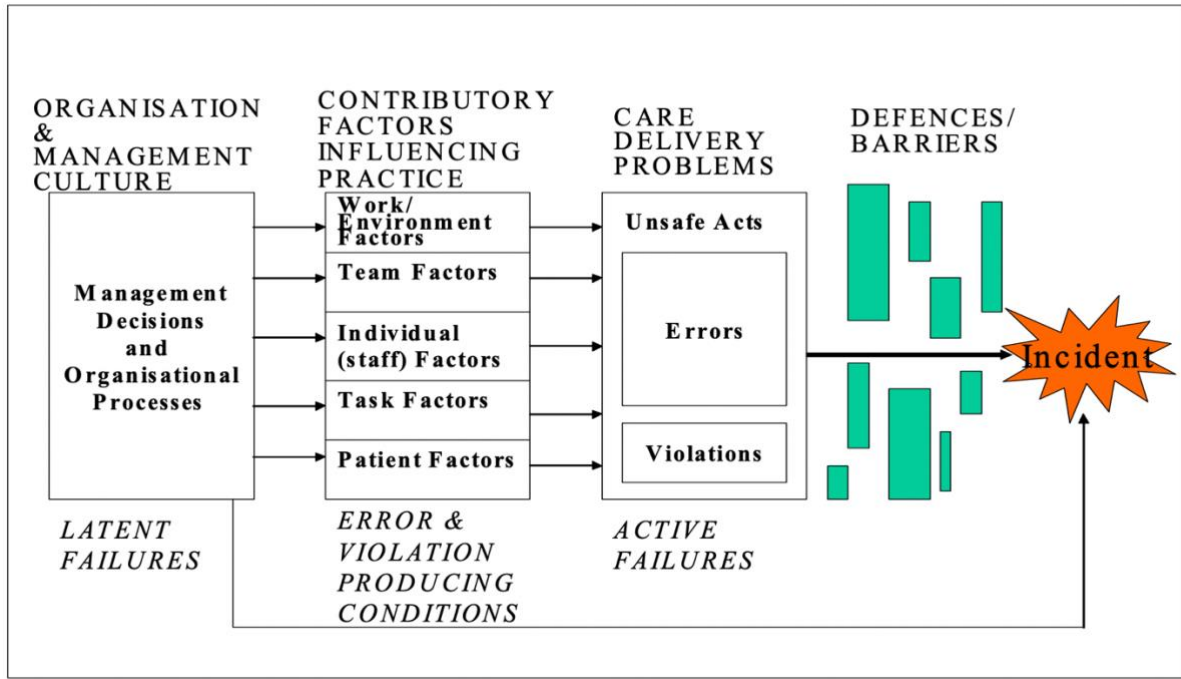 ORGANISATION
&
MANAGEMENT
CULTURE
CONTRIBUTORY
FACTORS
INFLUENCING
PRACTICE
CARE
DELIVERY
PROBLEMS
DEFENCES/
BARRIERS
Management
Decisions
and
Organisational
Processes
Work/
Environment
Factors
Team Factors
Individual
(staff) Factors
Task Factors
Patient Factors
Unsafe Acts
Errors
Violations
Incident
LATENT
FAILURES
ERROR &
VIOLATION
PRODUCING
CONDITIONS
ACTIVE
FAILURES